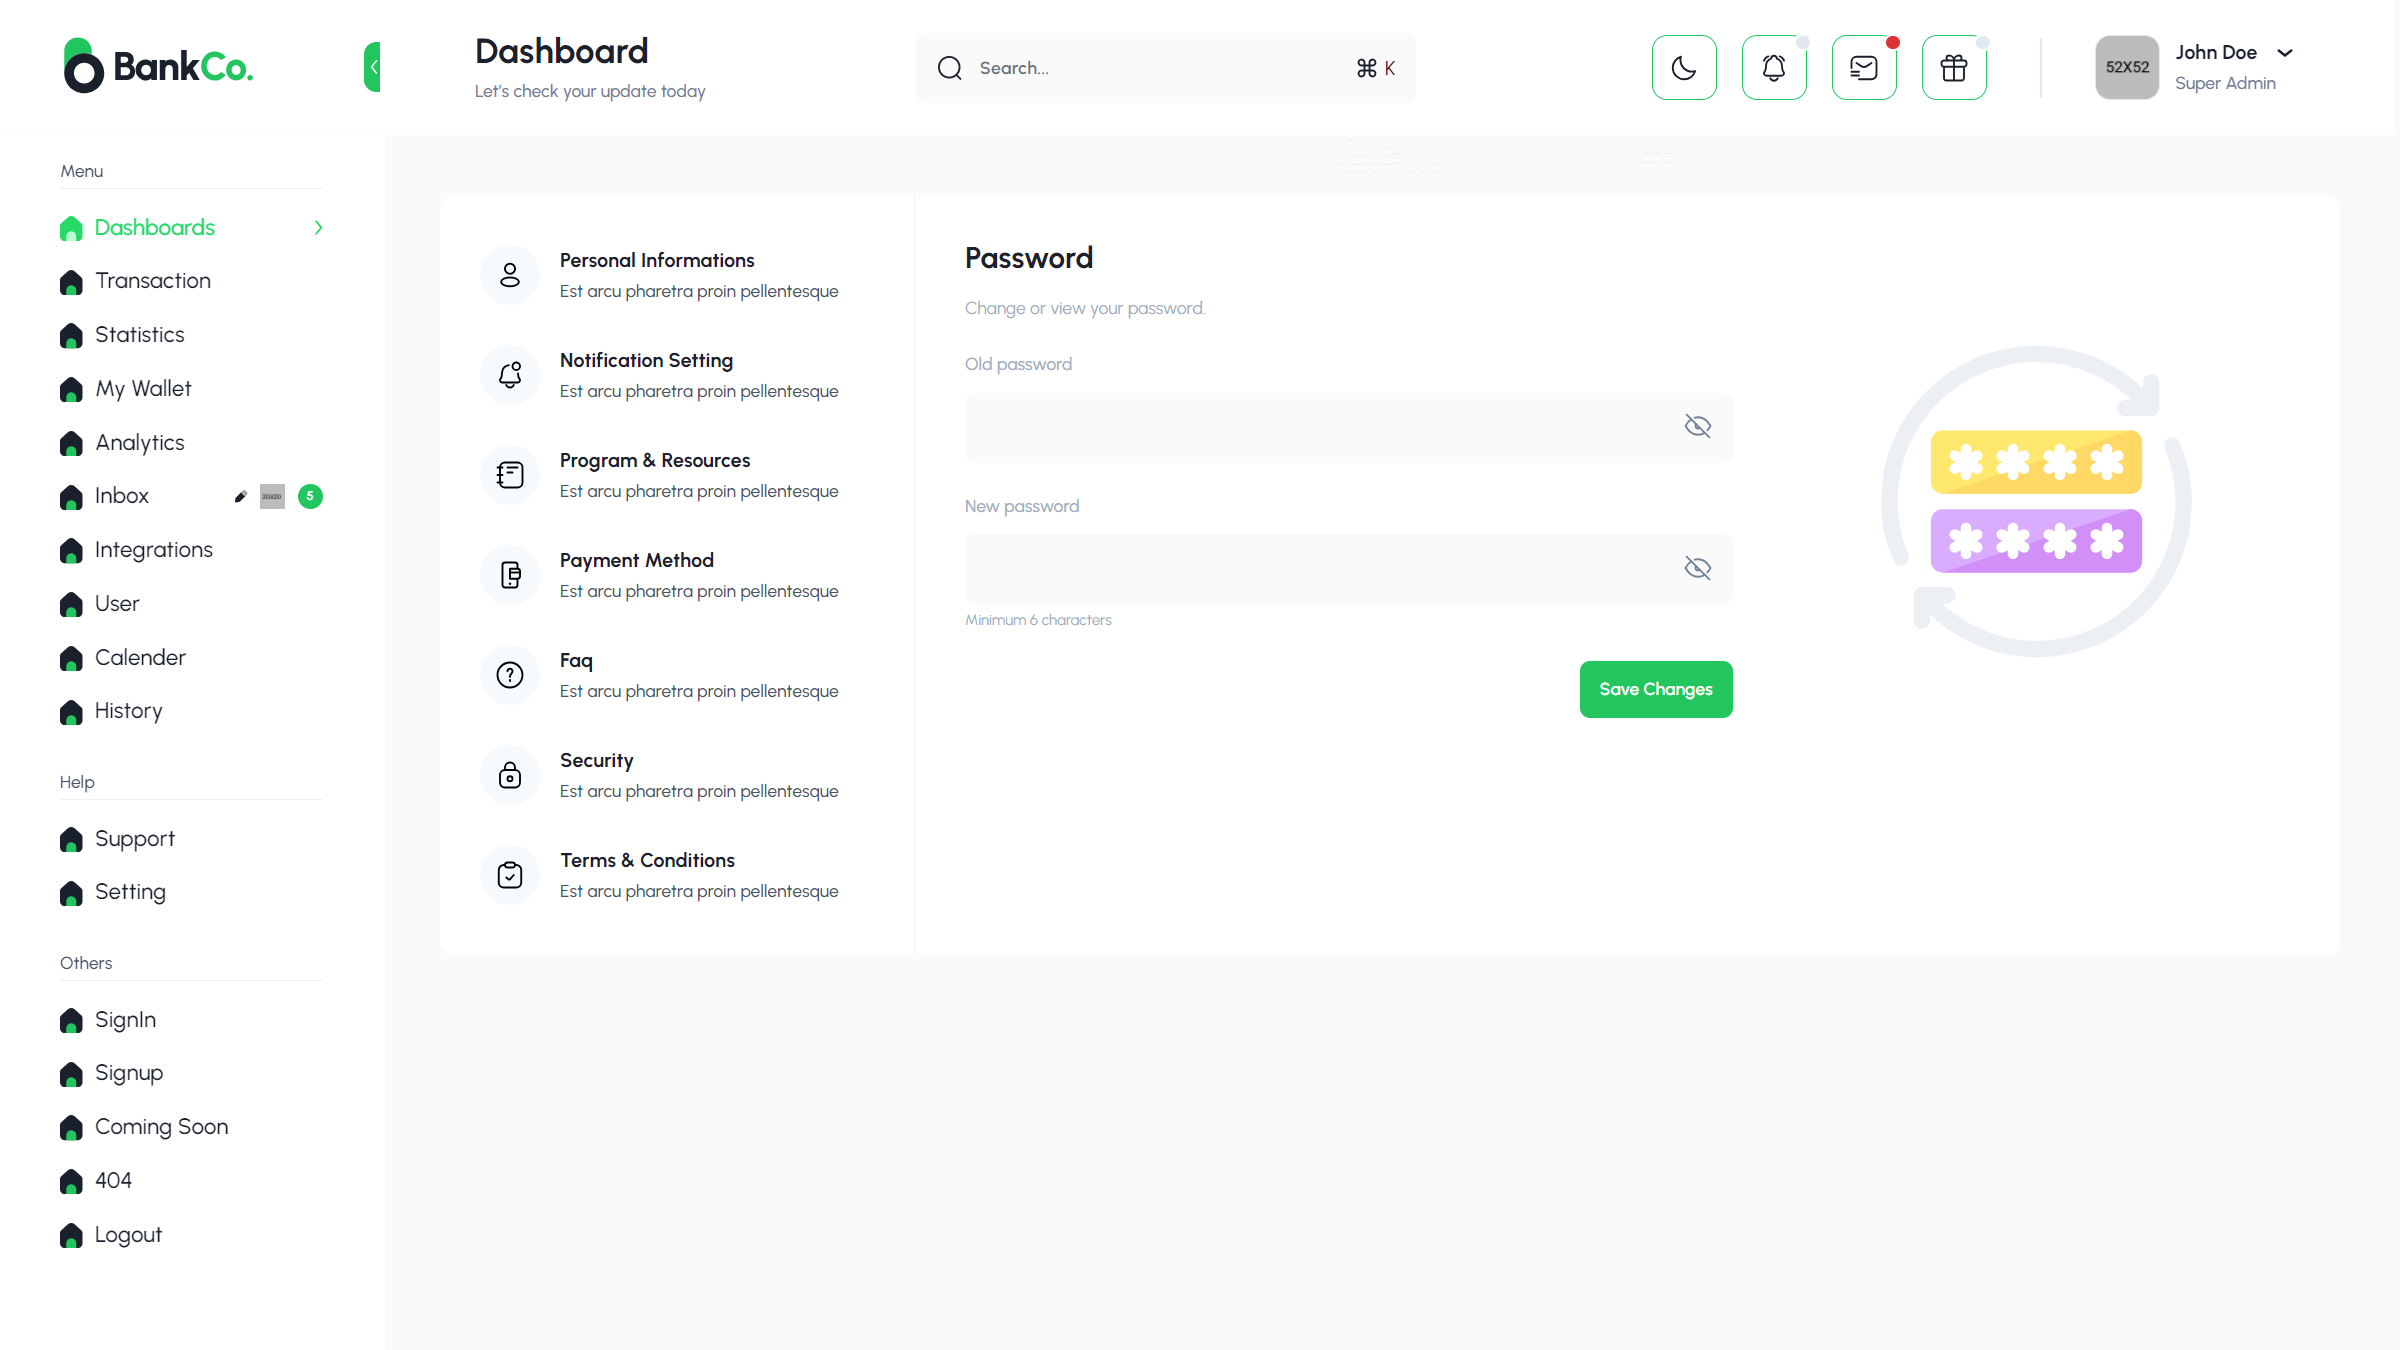 BankCo.
Dashboard
Let's check your update today
Search...
⌘ K
52X52
John Doe
Super Admin
Menu
Dashboards
Transaction
Statistics
My Wallet
Analytics
Inbox
20x20
5
Integrations
User
Calender
History
Help
Support
Setting
Others
SignIn
Signup
Coming Soon
404
Logout
Personal Informations
Est arcu pharetra proin pellentesque
Notification Setting
Est arcu pharetra proin pellentesque
Program & Resources
Est arcu pharetra proin pellentesque
Payment Method
Est arcu pharetra proin pellentesque
Faq
Est arcu pharetra proin pellentesque
Security
Est arcu pharetra proin pellentesque
Terms & Conditions
Est arcu pharetra proin pellentesque
Password
Change or view your password.
Old password
New password
Minimum 6 characters
Save Changes